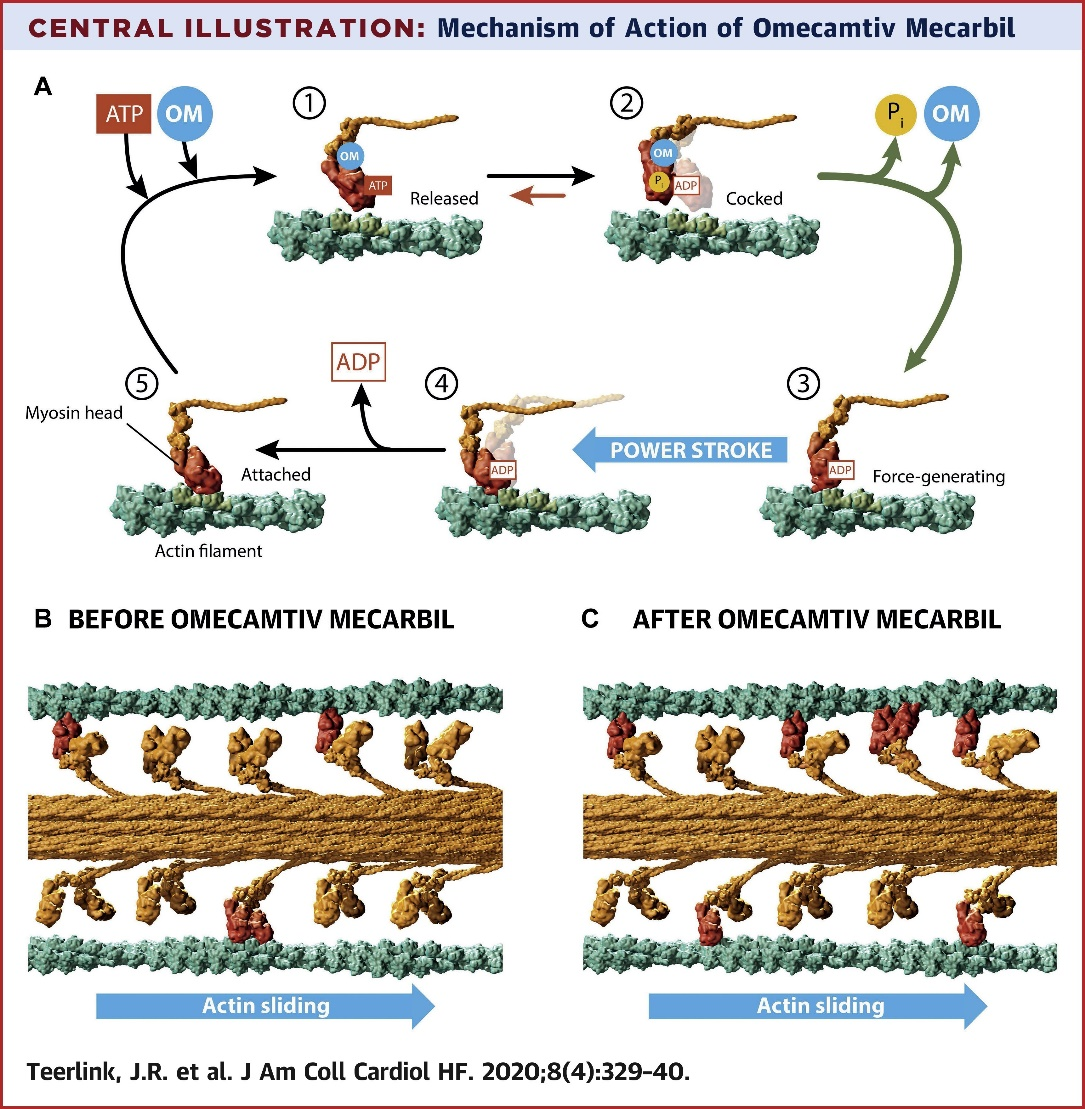 CENTRAL ILLUSTRATION: Mechanism of Action of Omecamtiv Mecarbil
A
ATP
OM
1
OM
ATP
Released
2
OM
Pi
ADP
Cocked
Pi
OM
5
Myosin head
Attached
Actin filament
ADP
4
ADP
POWER STROKE
3
ADP
Force-generating
B BEFORE OMECAMTIV MECARBIL
C AFTER OMECAMTIV MECARBIL
Actin sliding
Actin sliding
Teerlink, J.R. et al. J Am Coll Cardiol HF. 2020;8(4):329–40.